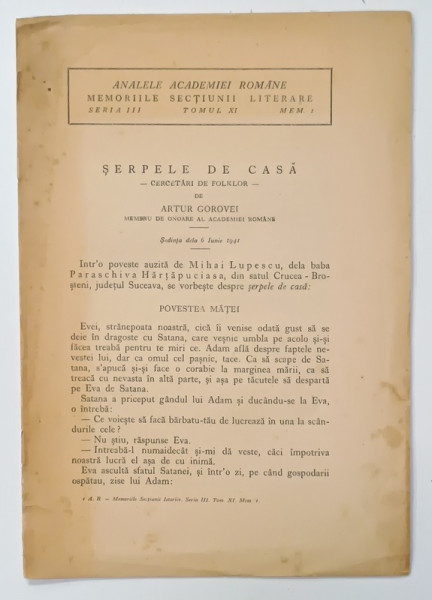 ANALELE ACADEMIEI ROMÂNE
MEMORIILE SECȚIUNII LITERARE
SERIA III TOMUL XI MEM. 1
ȘERPELE DE CASĂ
— CERCETĂRI DE FOLKLOR —
DE
ARTUR GOROVEI
MEMBRU DE ONOARE AL ACADEMIEI ROMÂNE
Ședința dela 6 Iunie 1941
Intr'o poveste auzită de Mihai Lupescu, dela baba
Paraschiva Hârțăpuciasa, din satul Crucea - Bro-
șteni, județul Suceava, se vorbește despre șerpele de casă:
POVESTEA MÂȚEI
Evei, strănepoata noastră, cică îi venise odată gust să se
deie în dragoste cu Satana, care veșnic umbla pe acolo și-și
făcea treabă pentru te miri ce. Adam află despre faptele ne-
vestei lui, dar ca omul cel pașnic, tace. Ca să scape de Sa-
tana, s'apucă și-și face o corabie la marginea mării, ca să
treacă cu nevasta în altă parte, și așa pe tăcutele să despartă
pe Eva de Satana.
Satana a priceput gândul lui Adam și ducându-se la Eva,
o întrebă:
— Ce voiește să facă bărbatu-tău de lucrează în una la scân-
durile cele?
— Nu știu, răspunse Eva.
— Intreabă-l numaidecât și-mi dă veste, căci împotriva
noastră lucră el așa de cu inimă.
Eva ascultă sfatul Satanei, și într'o zi, pe când gospodarii
ospătau, zise lui Adam:
1 A. R. — Memoriile Secțiunii Istorice. Seria III. Tom. XI. Mem. 1